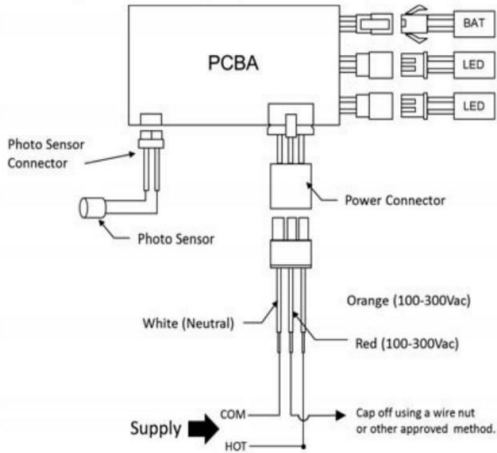 BAT
PCBA
LED
LED
Photo Sensor
Connector
Power Connector
Photo Sensor
Orange (100-300Vac)
White (Neutral)
Red (100-300Vac)
COM
Cap off using a wire nut
or other approved method.
Supply
HOT